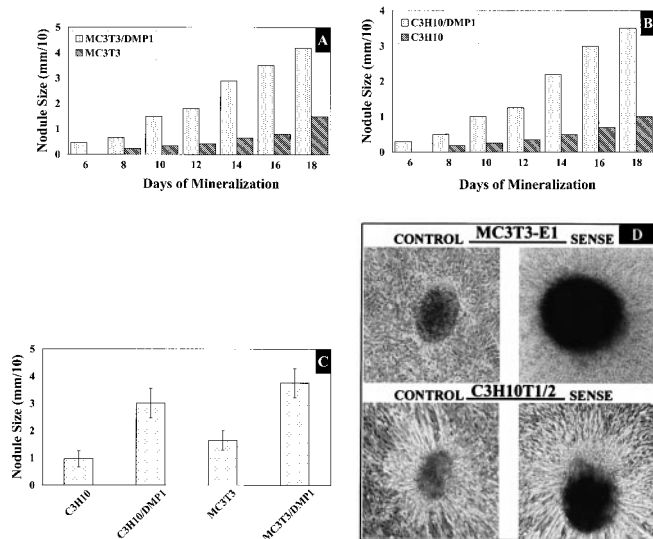 A
MC3T3/DMP1
MC3T3
Nodule Size (mm/10)
5
4
3
2
1
0
6 8 10 12 14 16 18
Days of Mineralization
B
C3H10/DMP1
C3H10
Nodule Size (mm/10)
4
3
2
1
0
6 8 10 12 14 16 18
Days of Mineralization
C
Nodule Size (mm/10)
5
4
3
2
1
0
C3H10
C3H10/DMP1
MC3T3
MC3T3/DMP1
D
MC3T3-E1
CONTROL SENSE
C3H10T1/2
CONTROL SENSE